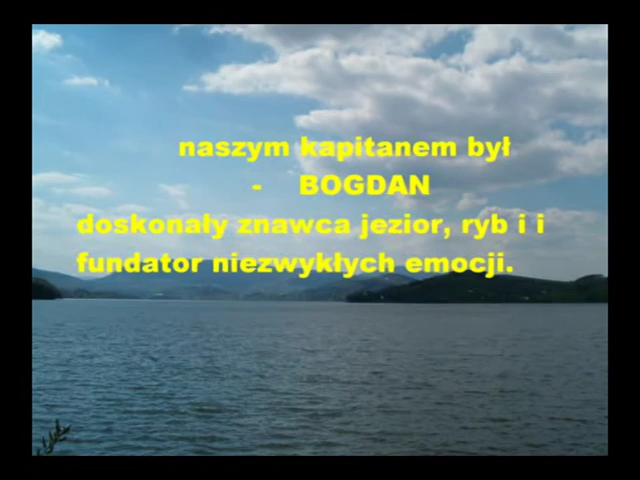 naszym kapitanem był
- BOGDAN
doskonały znawca jezior, ryb i i
fundator niezwykłych emocji.